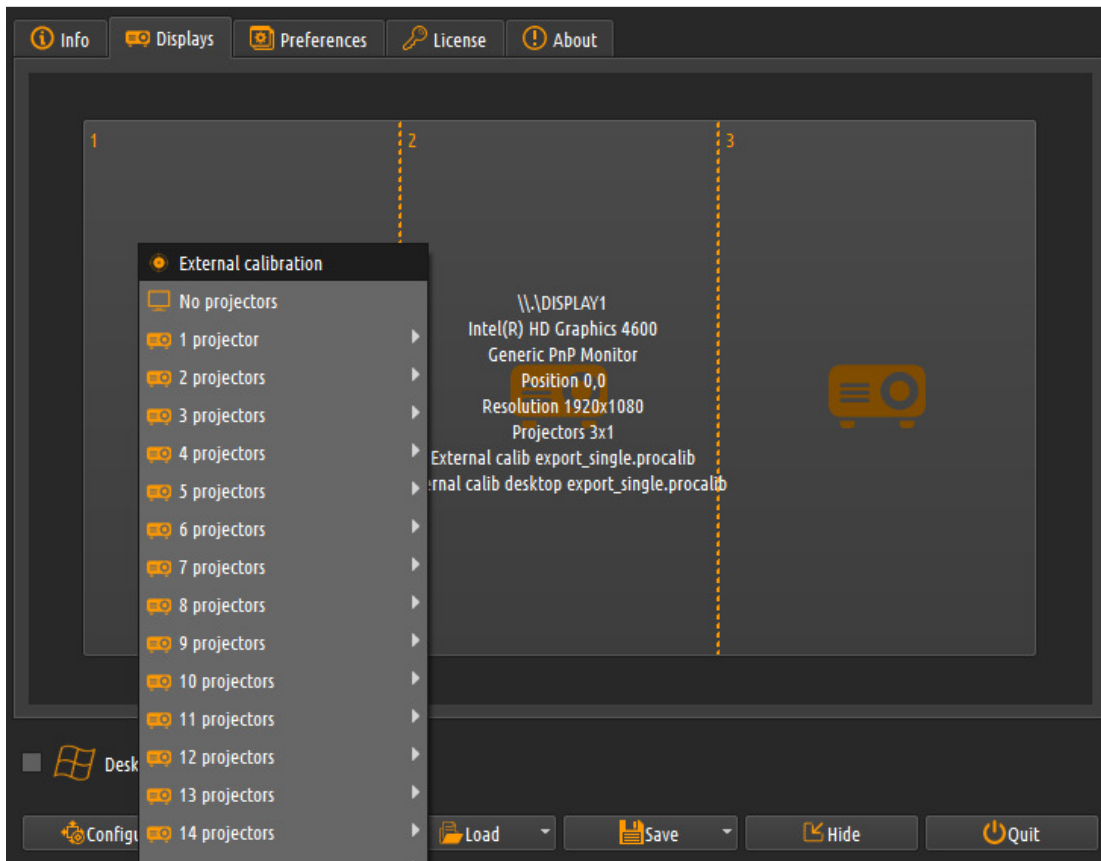 Info Displays Preferences License About
1 2 3
External calibration
No projectors
1 projector
2 projectors
3 projectors
4 projectors
5 projectors
6 projectors
7 projectors
8 projectors
9 projectors
10 projectors
11 projectors
12 projectors
13 projectors
14 projectors
\\.\DISPLAY1
Intel(R) HD Graphics 4600
Generic PnP Monitor
Position 0,0
Resolution 1920x1080
Projectors 3x1
External calib export_single.procalib
calib desktop export_single.procalib
Load Save Hide Quit